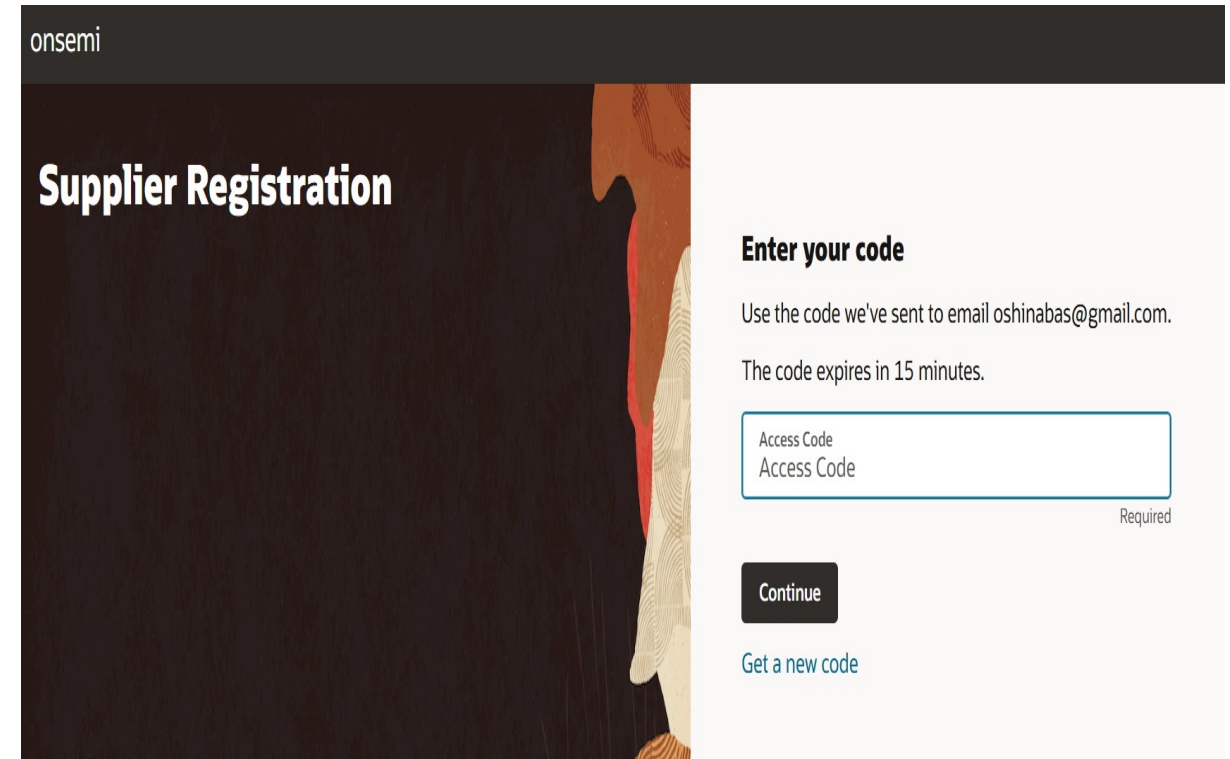 onsemi
Supplier Registration
Enter your code
Use the code we've sent to email oshinabas@gmail.com.
The code expires in 15 minutes.
Access Code
Access Code
Required
Continue
Get a new code